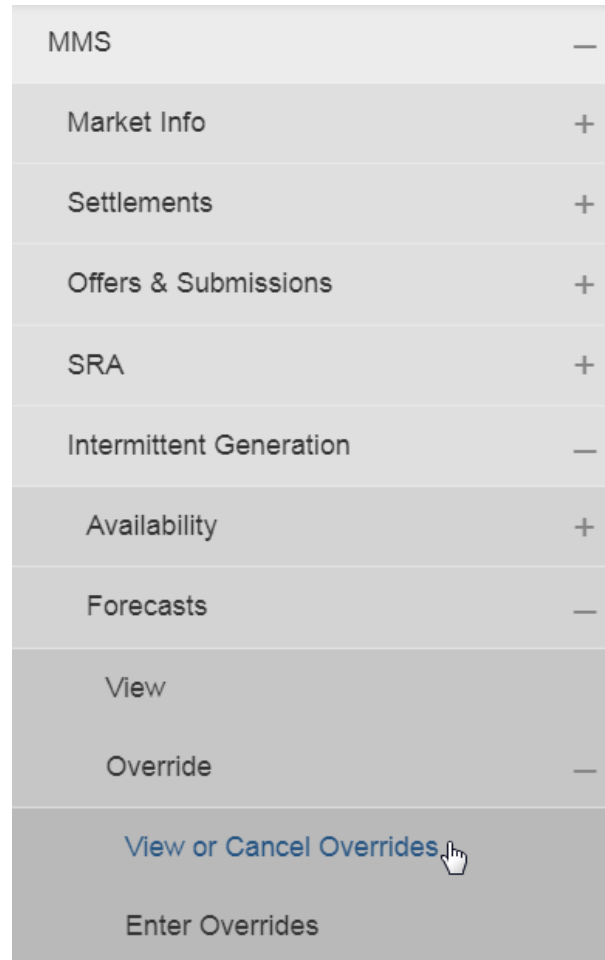 MMS
Market Info
Settlements
Offers & Submissions
SRA
Intermittent Generation
Availability
Forecasts
View
Override
View or Cancel Overrides
Enter Overrides